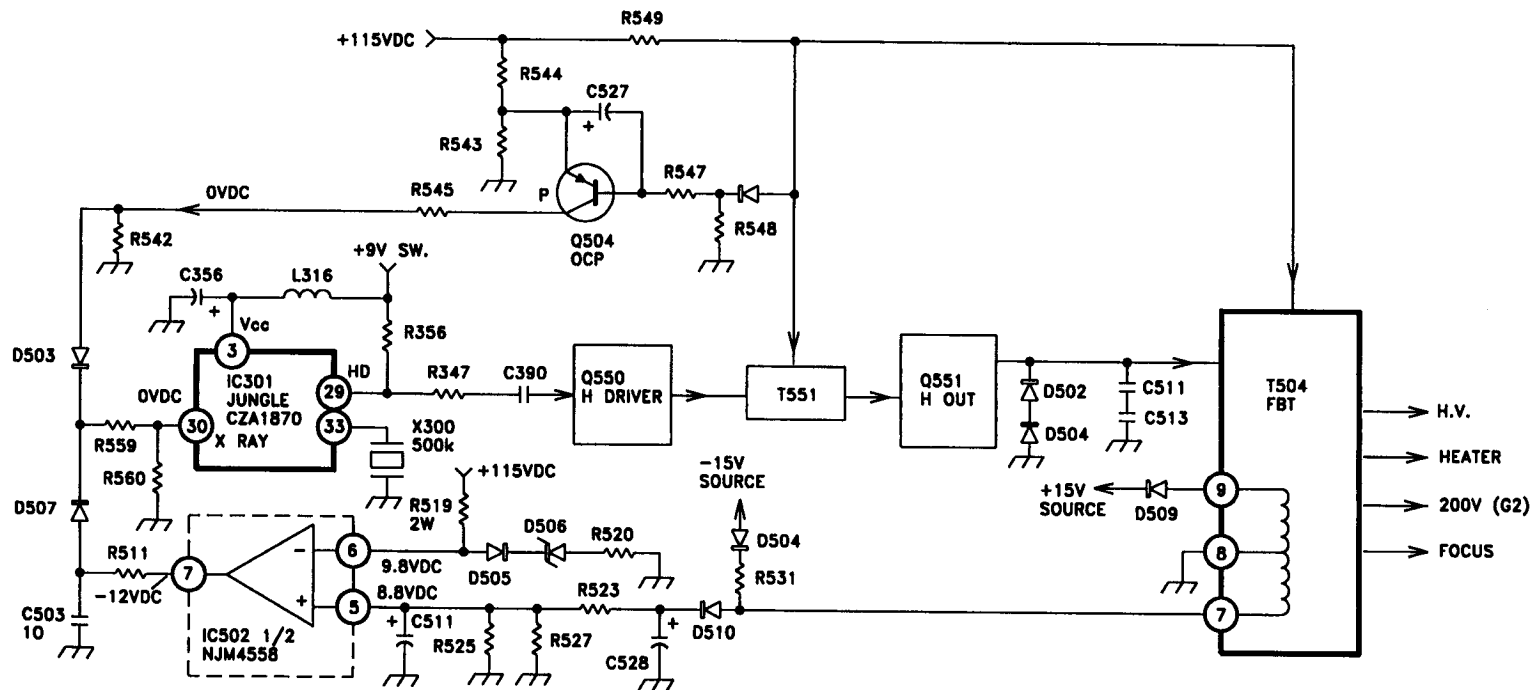 R549
+115VDC
R544
C527
+
R543
R547
P
R545
0VDC
R548
R542
Q504
OCP
+9V SW.
C356
L316
+
Vcc
R356
D503
3
IC301
JUNGLE
CZA1870
29
HD
R347
C390
Q550
H DRIVER
T551
Q551
H OUT
D502
C511
T504
FBT
0VDC
30
X RAY
33
X300
500k
D504
C513
H.V.
R559
R560
+115VDC
-15V
SOURCE
HEATER
+15V
SOURCE
D509
9
200V (G2)
D507
R519
2W
D506
R520
D504
R511
-
6
9.8VDC
D505
R531
8
FOCUS
7
-12VDC
8.8VDC
R523
+
5
7
C503
10
IC502 1/2
NJM4558
+
C511
R525
R527
+
D510
C528